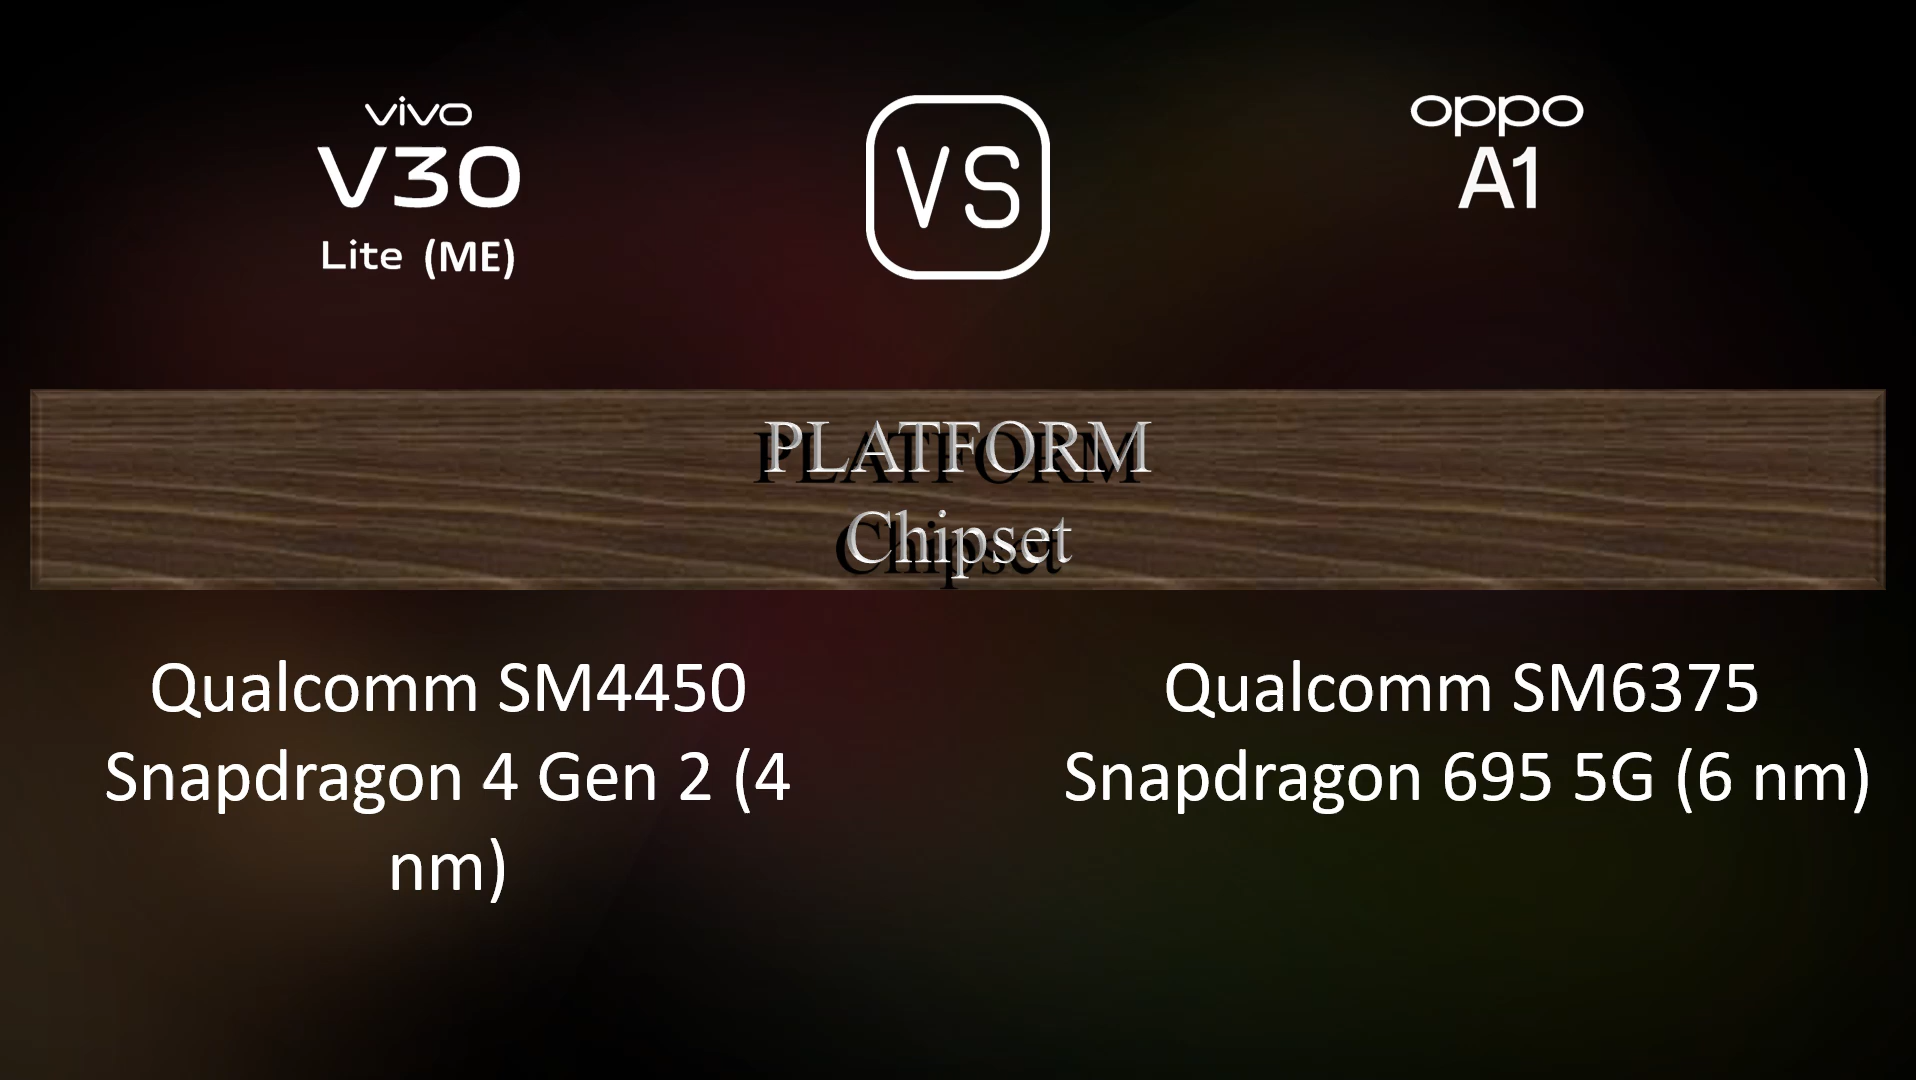 vivo
V30
Lite (ME)
VS
oppo
A1
PLATFORM
Chipset
Qualcomm SM4450
Snapdragon 4 Gen 2 (4
nm)
Qualcomm SM6375
Snapdragon 695 5G (6 nm)